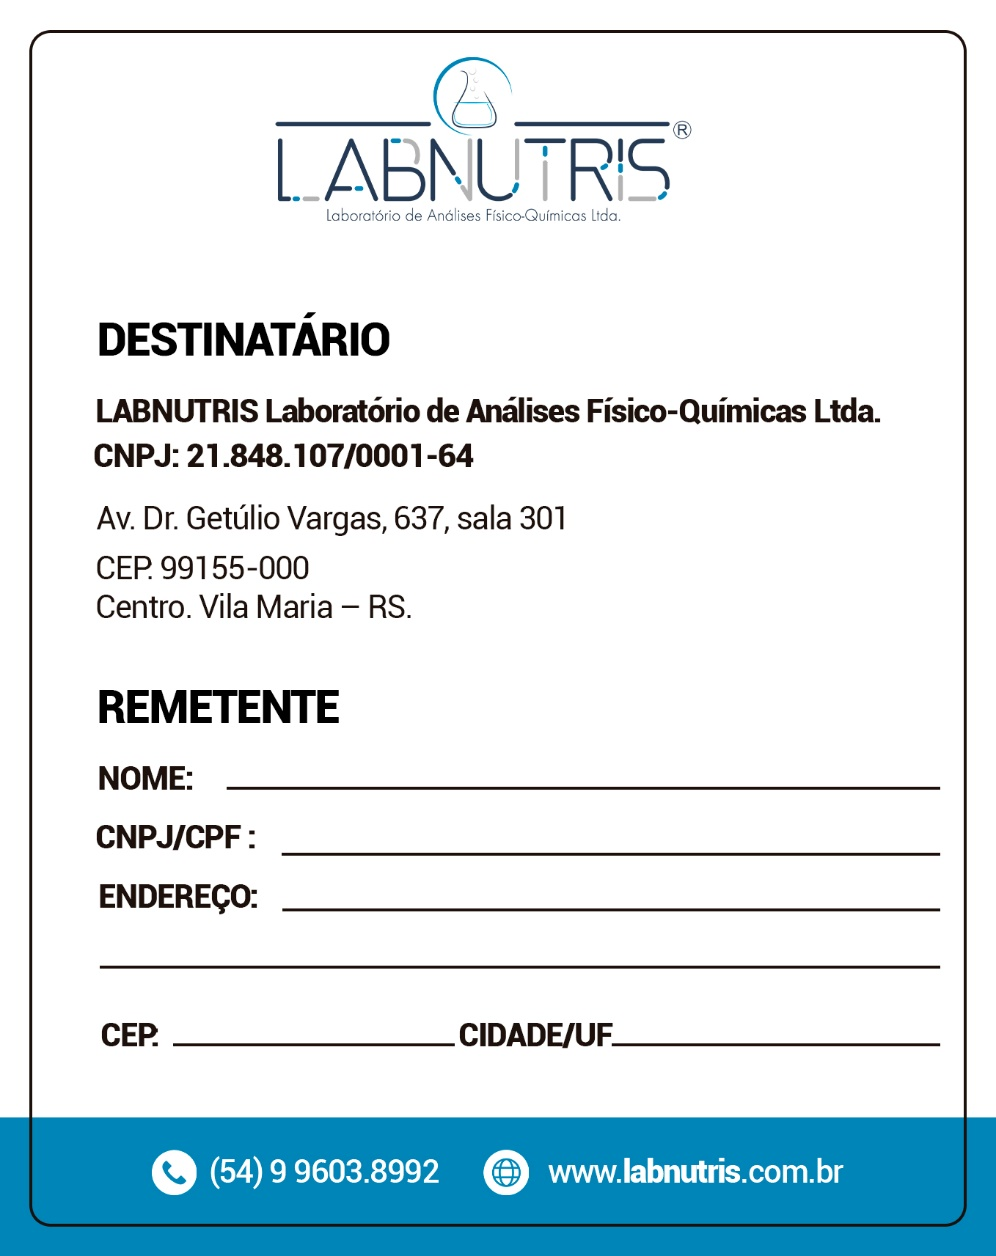 LABNUTRIS®
Laboratório de Análises Físico-Químicas Ltda.
DESTINATÁRIO
LABNUTRIS Laboratório de Análises Físico-Químicas Ltda.
CNPJ: 21.848.107/0001-64
Av. Dr. Getúlio Vargas, 637, sala 301
CEP: 99155-000
Centro. Vila Maria – RS.
REMETENTE
NOME:
CNPJ/CPF :
ENDEREÇO:
CEP: CIDADE/UF
(54) 9 9603.8992 www.labnutris.com.br